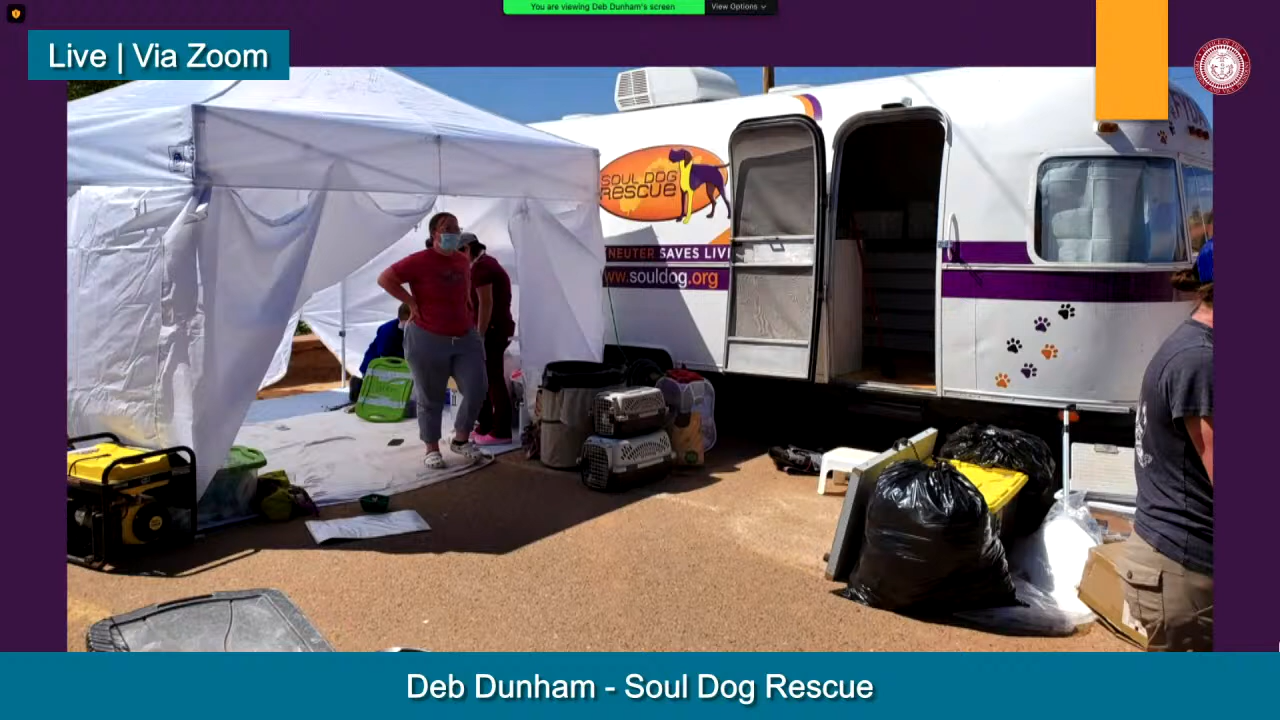 You are viewing Deb Dunham's screen
View Options
Live | Via Zoom
SOUL DOG
RESCUE
NEUTER SAVES LIV
www.souldog.org
Deb Dunham - Soul Dog Rescue